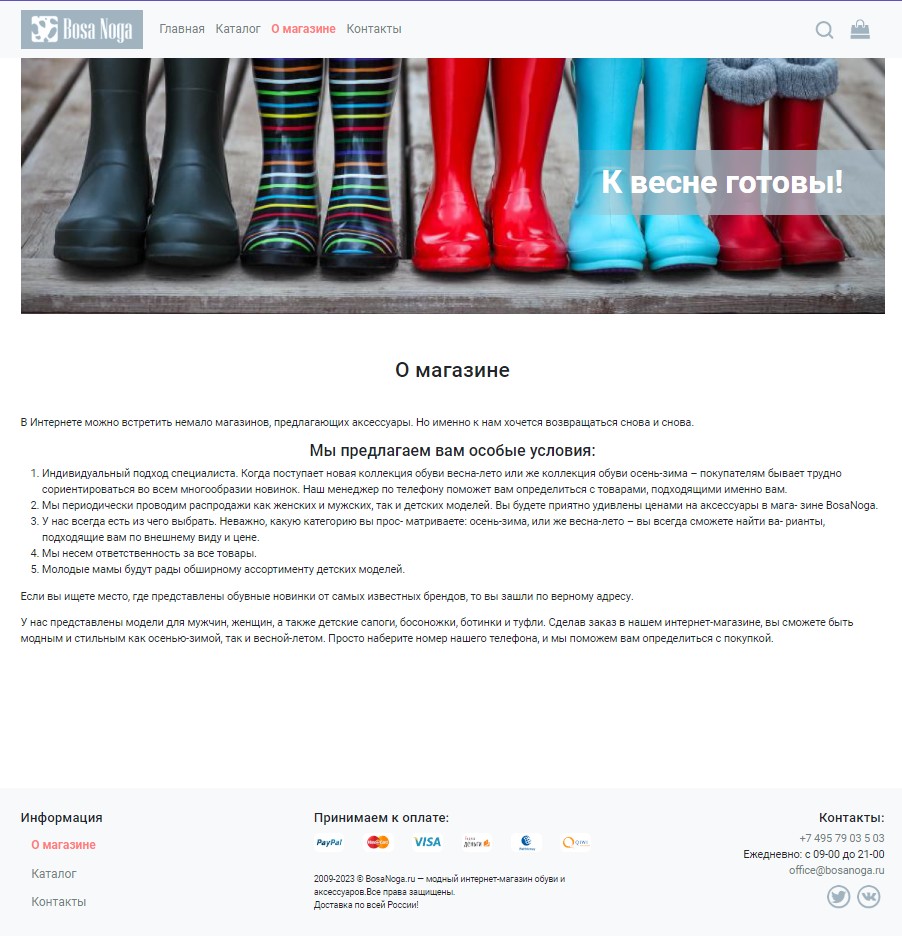 Bosa Noga
Главная Каталог О магазине Контакты
К весне готовы!
О магазине
В Интернете можно встретить немало магазинов, предлагающих аксессуары. Но именно к нам хочется возвращаться снова и снова.
Мы предлагаем вам особые условия:
1. Индивидуальный подход специалиста. Когда поступает новая коллекция обуви весна-лето или же коллекция обуви осень-зима – покупателям бывает трудно
сориентироваться во всем многообразии новинок. Наш менеджер по телефону поможет вам определиться с товарами, подходящими именно вам.
2. Мы периодически проводим распродажи как женских и мужских, так и детских моделей. Вы будете приятно удивлены ценами на аксессуары в мага- зине BosaNoga.
3. У нас всегда есть из чего выбрать. Неважно, какую категорию вы прос- матриваете: осень-зима, или же весна-лето – вы всегда сможете найти ва- рианты,
подходящие вам по внешнему виду и цене.
4. Мы несем ответственность за все товары.
5. Молодые мамы будут рады обширному ассортименту детских моделей.
Если вы ищете место, где представлены обувные новинки от самых известных брендов, то вы зашли по верному адресу.
У нас представлены модели для мужчин, женщин, а также детские сапоги, босоножки, ботинки и туфли. Сделав заказ в нашем интернет-магазине, вы сможете быть
модным и стильным как осенью-зимой, так и весной-летом. Просто наберите номер нашего телефона, и мы поможем вам определиться с покупкой.
Информация
О магазине
Каталог
Контакты
Принимаем к оплате:
PayPal VISA ДЕНЬГИ QIWI
2009-2023 © BosaNoga.ru — модный интернет-магазин обуви и
аксессуаров.Все права защищены.
Доставка по всей России!
Контакты:
+7 495 79 03 5 03
Ежедневно: с 09-00 до 21-00
office@bosanoga.ru